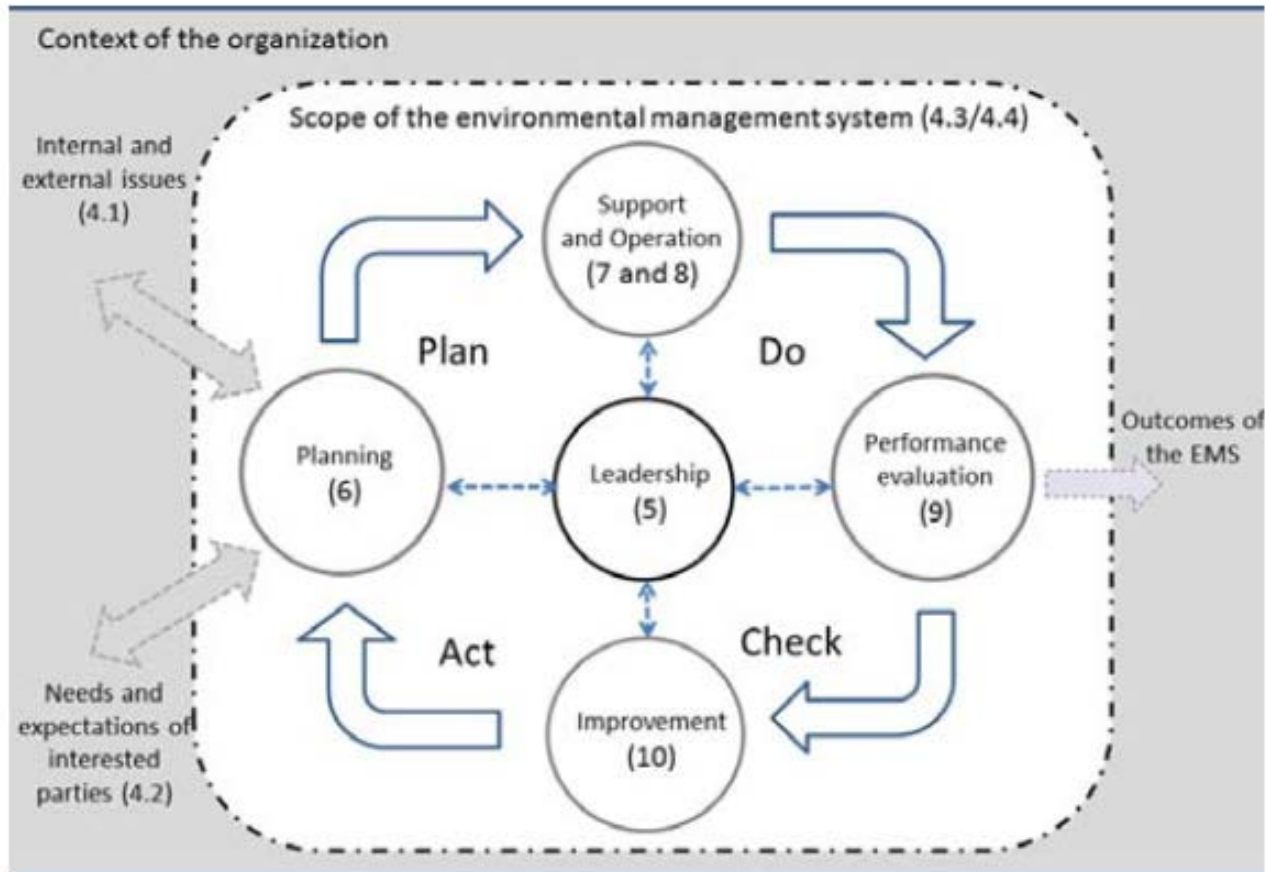 Context of the organization
Scope of the environmental management system (4.3/4.4)
Internal and
external issues
(4.1)
Support
and Operation
(7 and 8)
Plan
Do
Planning
(6)
Leadership
(5)
Performance
evaluation
(9)
Outcomes of
the EMS
Act
Check
Needs and
expectations of
interested
parties (4.2)
Improvement
(10)